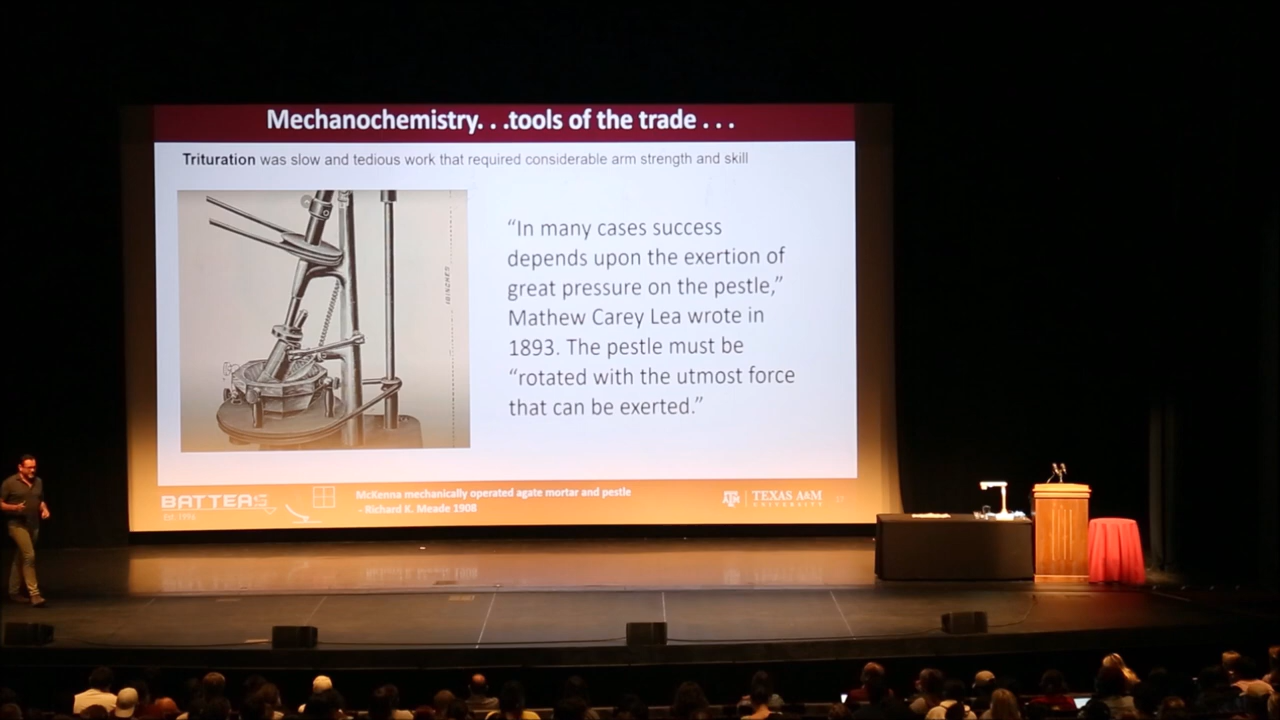 Mechanochemistry. . .tools of the trade . . .
Trituration was slow and tedious work that required considerable arm strength and skill
“In many cases success
depends upon the exertion of
great pressure on the pestle,”
Mathew Carey Lea wrote in
1893. The pestle must be
“rotated with the utmost force
that can be exerted.”
McKenna mechanically operated agate mortar and pestle
- Richard K. Meade 1908
BATTEAS
TEXAS A&M
UNIVERSITY
17